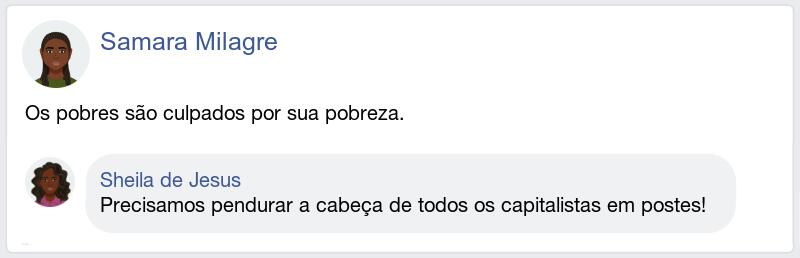 Samara Milagre
Os pobres são culpados por sua pobreza.
Sheila de Jesus
Precisamos pendurar a cabeça de todos os capitalistas em postes!